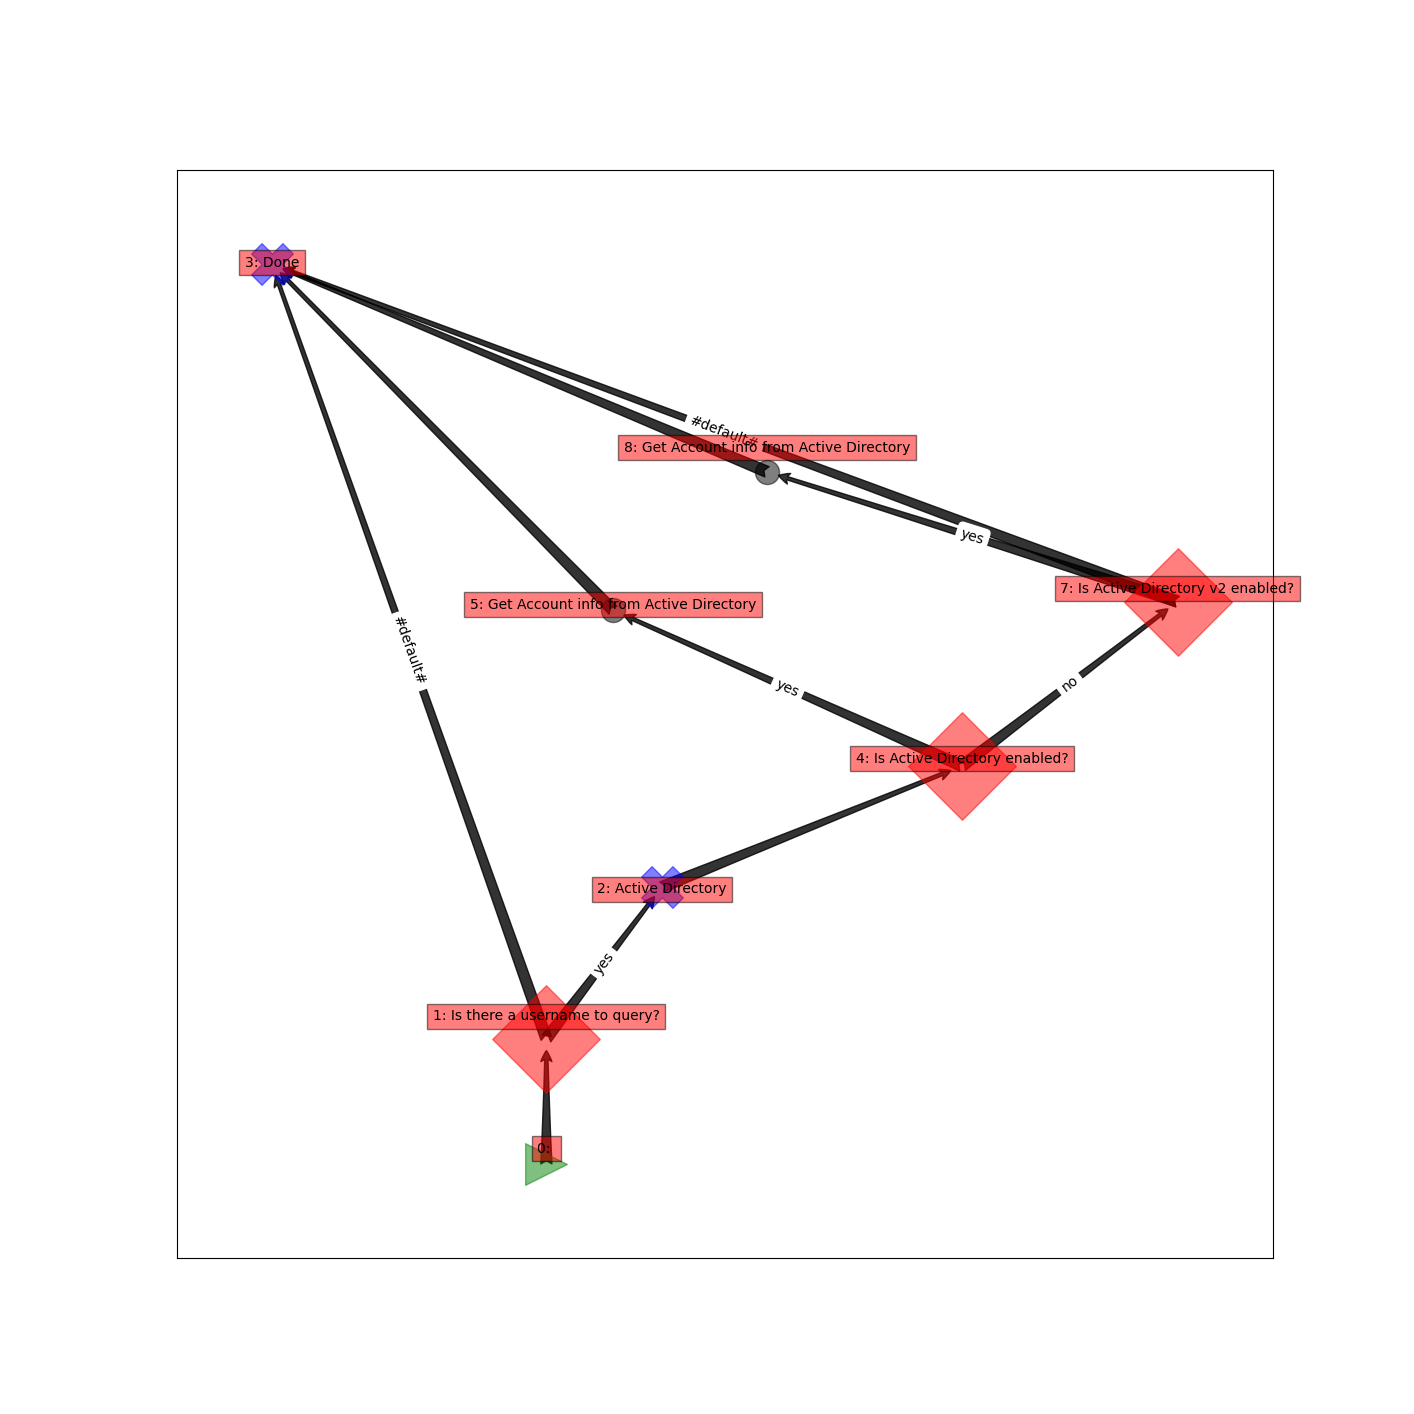 3: Done
#default#
8: Get Account info from Active Directory
yes
7: Is Active Directory v2 enabled?
5: Get Account info from Active Directory
#default#
yes
no
4: Is Active Directory enabled?
2: Active Directory
yes
1: Is there a username to query?
0: